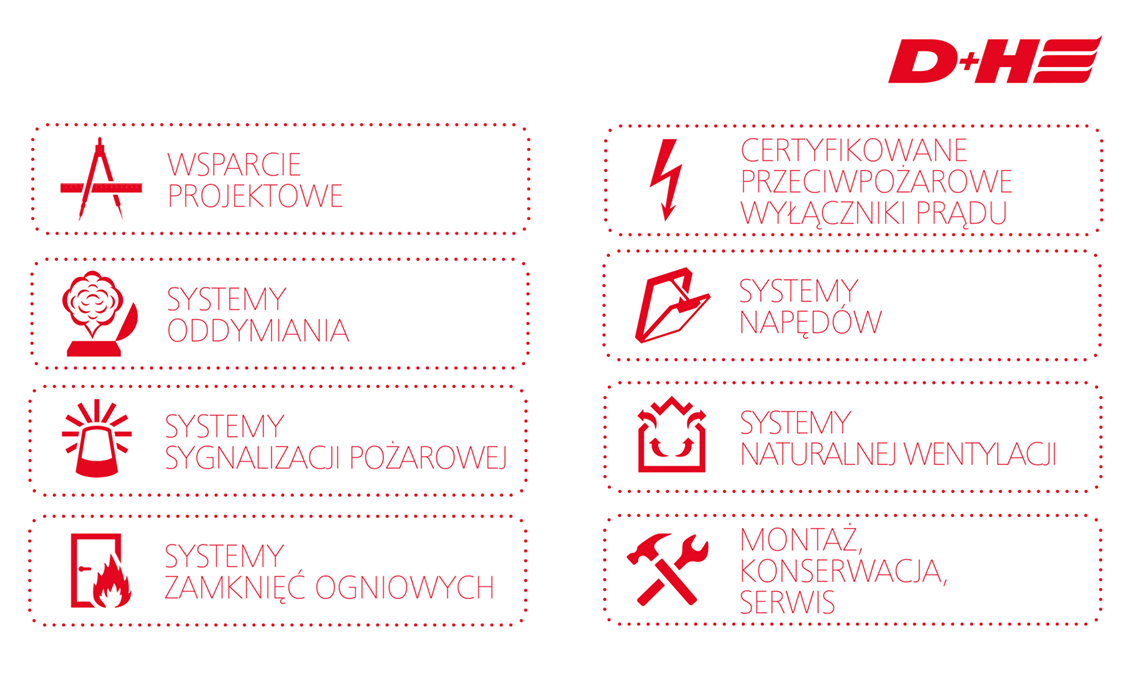 D+H
WSPARCIE
PROJEKTOWE
SYSTEMY
ODDYMIANIA
SYSTEMY
SYGNALIZACJI POŻAROWEJ
SYSTEMY
ZAMKNIĘĆ OGNIOWYCH
CERTYFIKOWANE
PRZECIWPOŻAROWE
WYŁĄCZNIKI PRĄDU
SYSTEMY
NAPĘDÓW
SYSTEMY
NATURALNEJ WENTYLACJI
MONTAŻ,
KONSERWACJA,
SERWIS